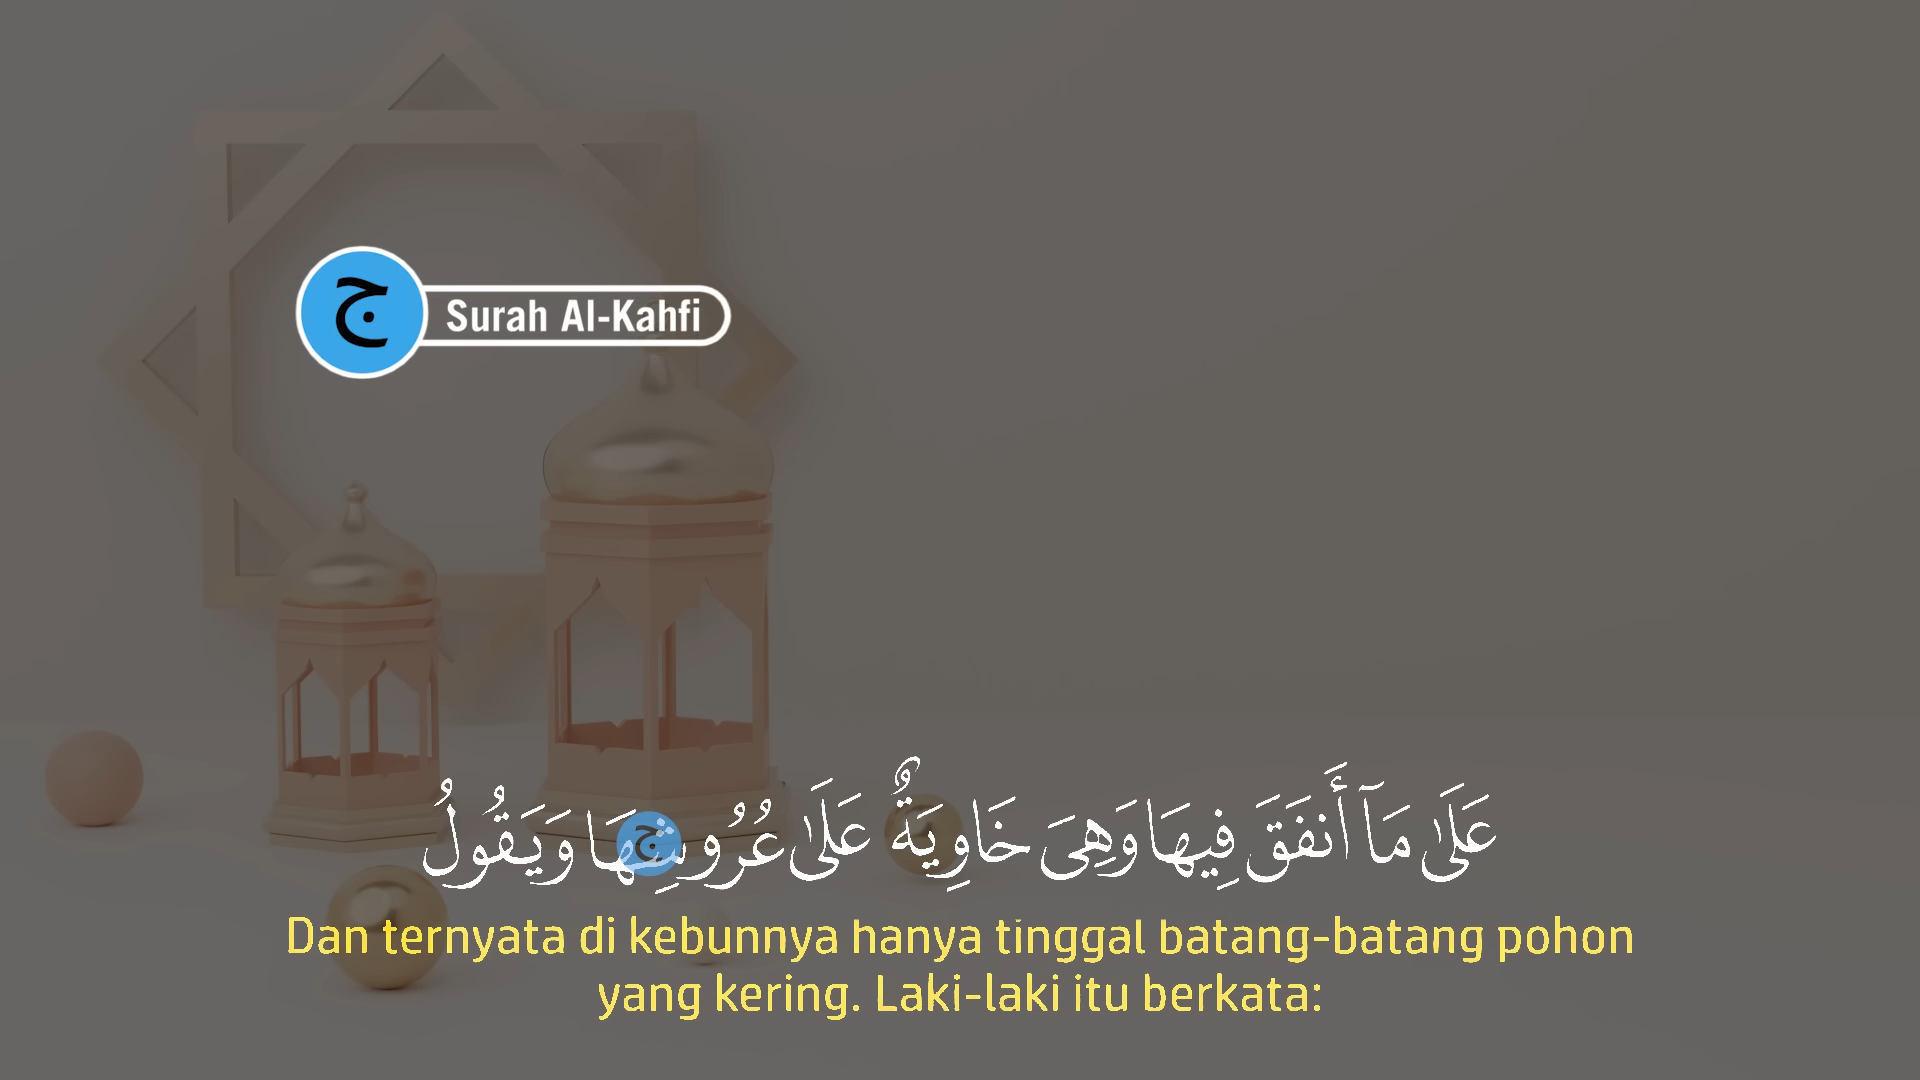 ج
Surah Al-Kahfi
عَلَىٰ مَآ أَنفَقَ فِيهَا وَهِىَ خَاوِيَةٌ عَلَىٰ عُرُوشِهَا وَيَقُولُ
ج
Dan ternyata di kebunnya hanya tinggal batang-batang pohon
yang kering. Laki-laki itu berkata: